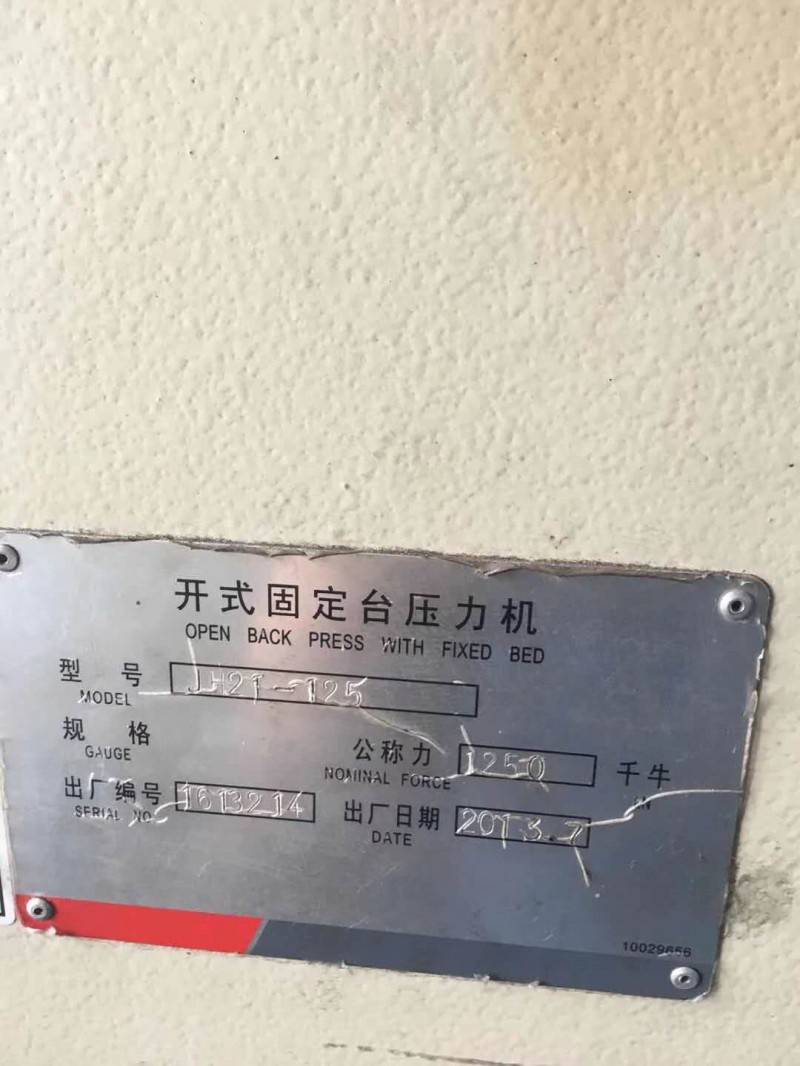 开式固定台压力机
OPEN BACK PRESS WITH FIXED BED
型号 JH21-125
MODEL
规格 公称力 1250 千牛
GAUGE NOMINAL FORCE KN
出厂编号 1613214 出厂日期 2013.7
SERIAL NO. DATE
10029656